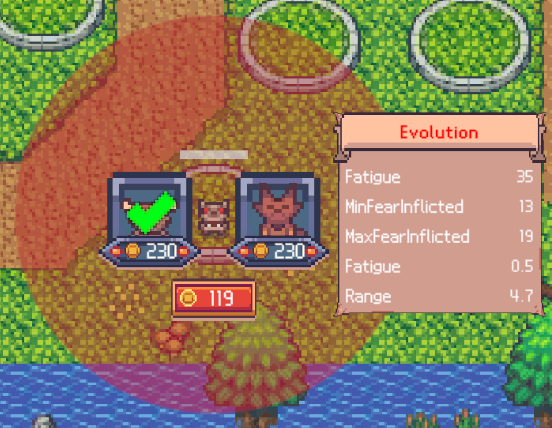 Evolution
Fatigue 35
MinFearInflicted 13
MaxFearInflicted 19
Fatigue 0.5
Range 4.7
230 230
119